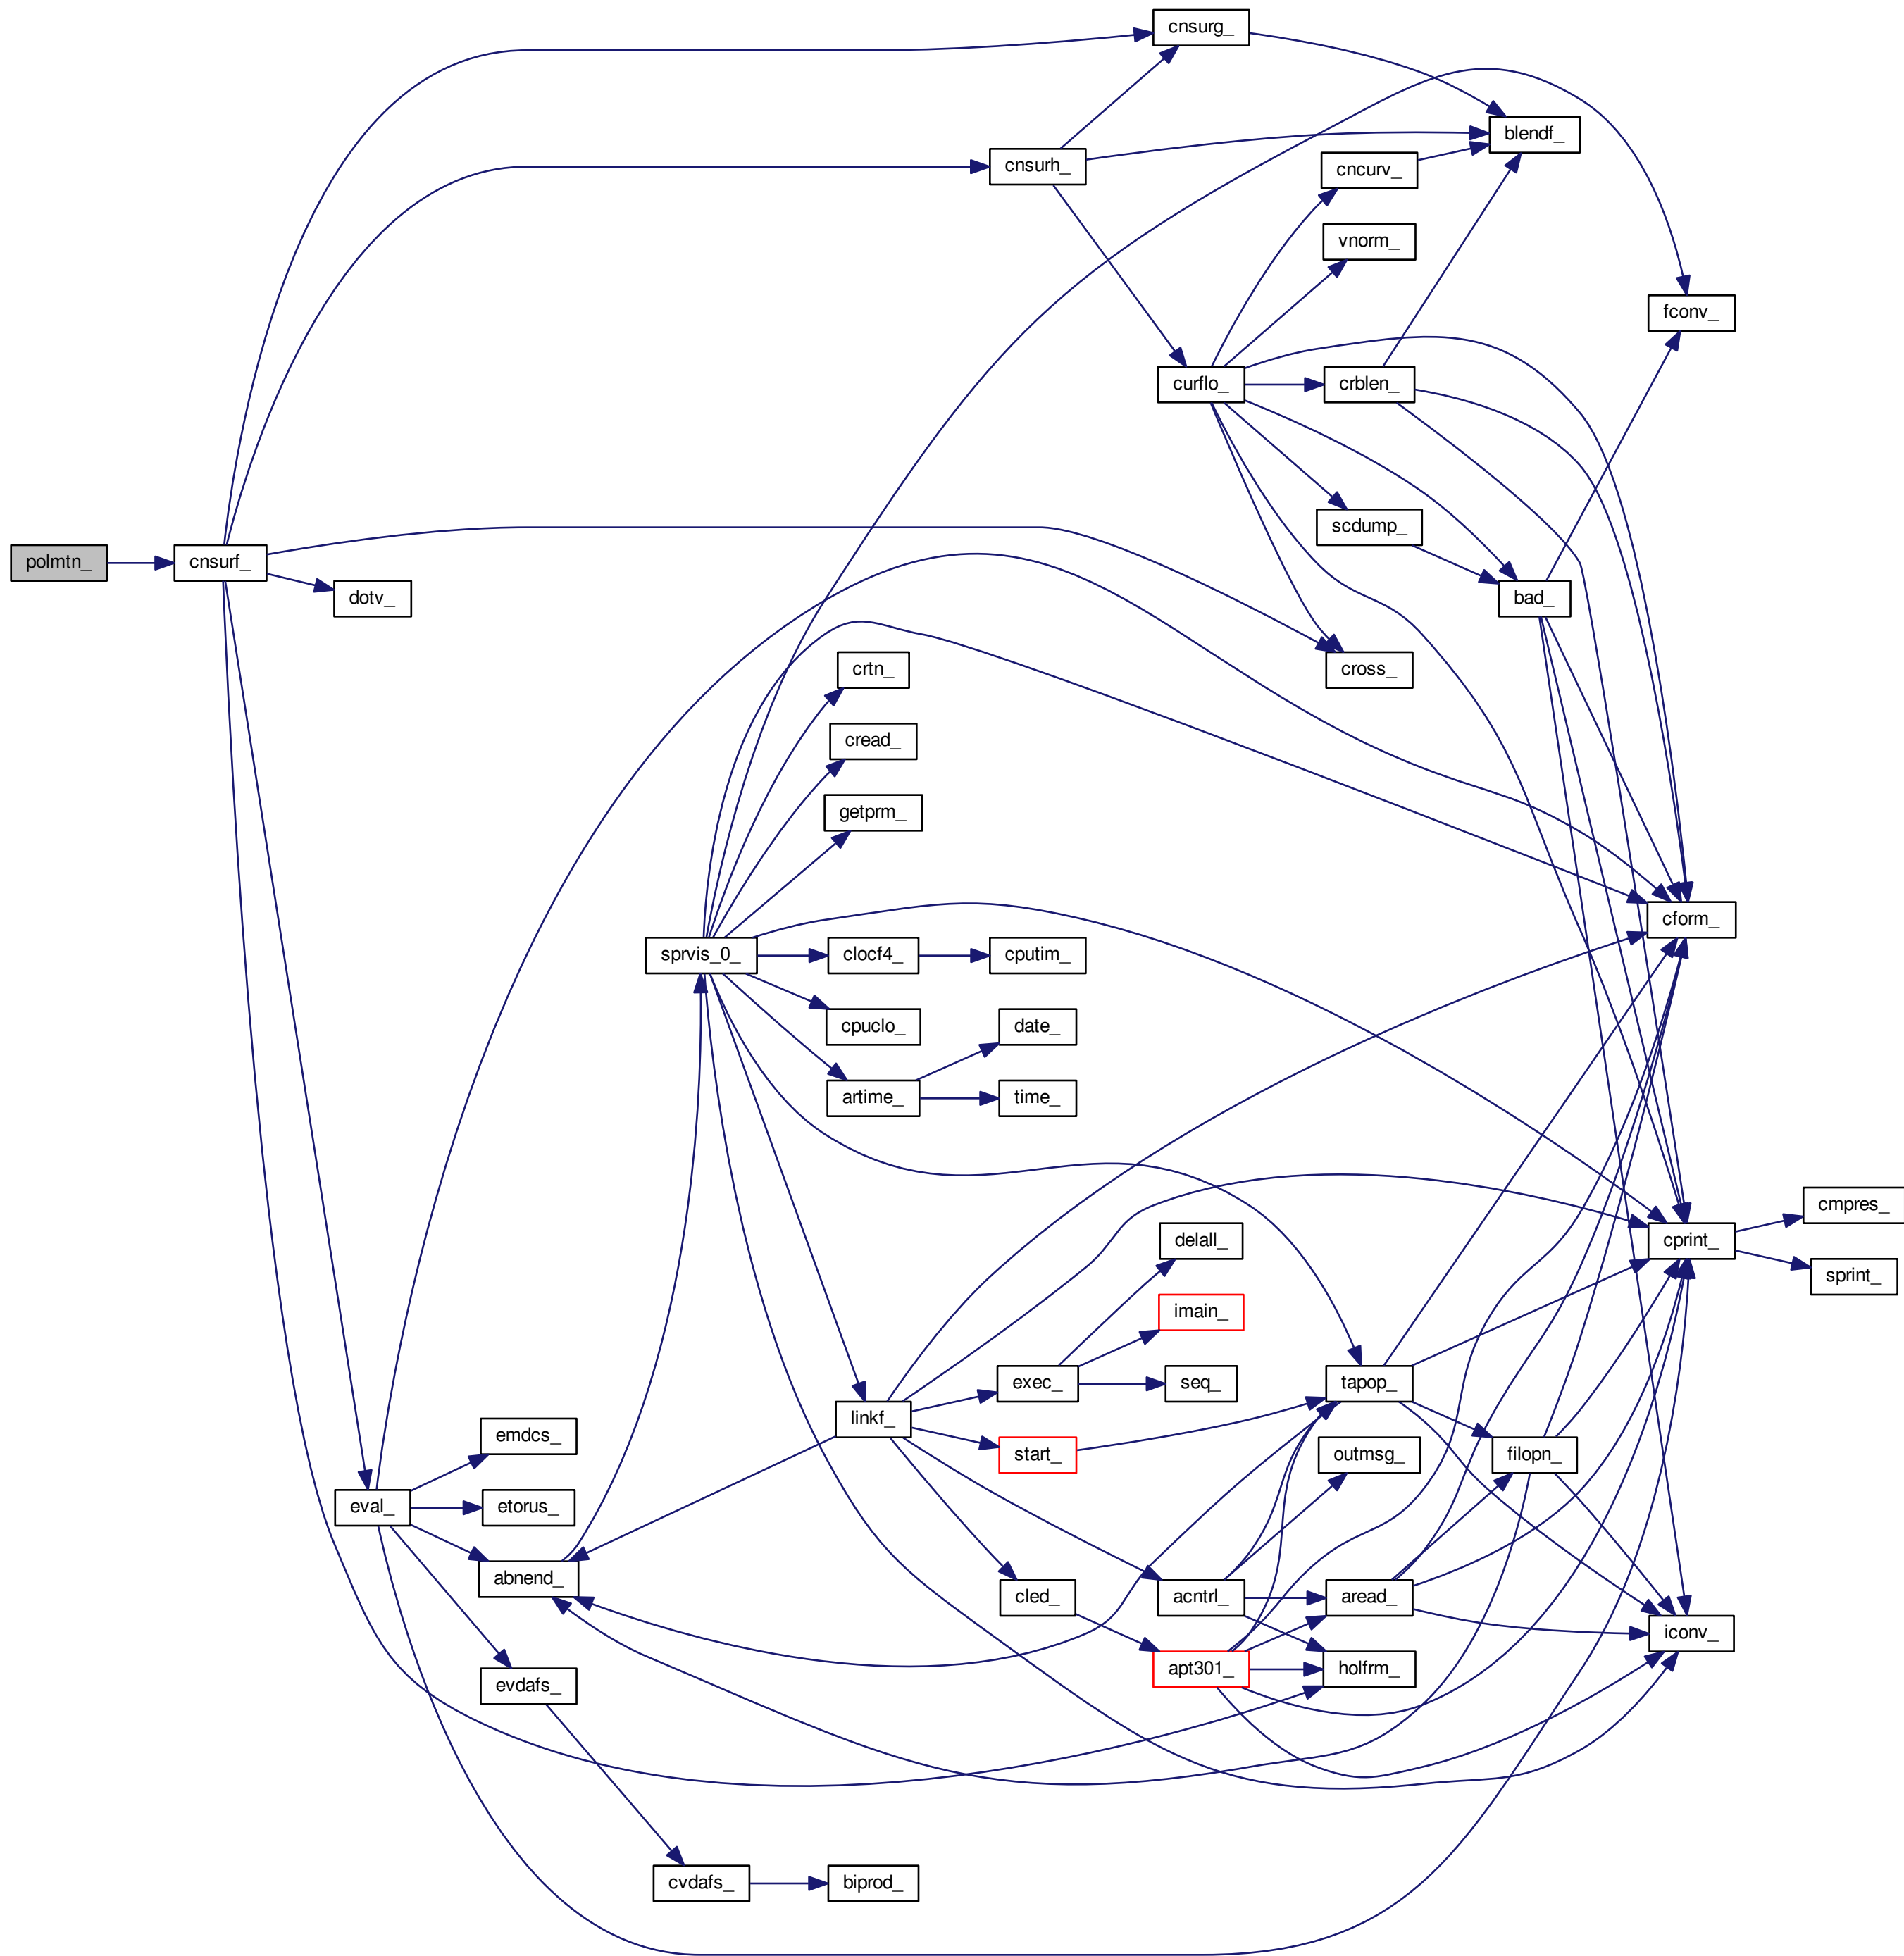 cnsurg_
blendf_
cnsurh_
cncurv_
vnorm_
fconv_
curflo_
crblen_
scdump_
polmtn_
cnsurf_
dotv_
bad_
crtn_
cross_
cread_
getprm_
cform_
sprvis_0_
clocf4_
cputim_
cpuclo_
date_
artime_
time_
cmpres_
delall_
cprint_
sprint_
imain_
exec_
seq_
tapop_
linkf_
emdcs_
start_
outmsg_
filopn_
eval_
etorus_
abnend_
cled_
acntrl_
aread_
iconv_
apt301_
holfrm_
evdafs_
cvdafs_
biprod_